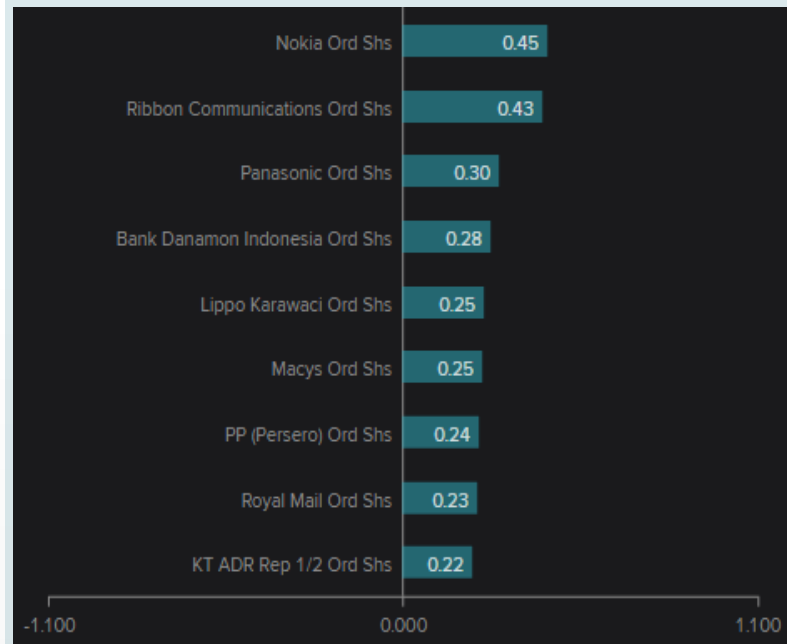 Nokia Ord Shs 0.45
Ribbon Communications Ord Shs 0.43
Panasonic Ord Shs 0.30
Bank Danamon Indonesia Ord Shs 0.28
Lippo Karawaci Ord Shs 0.25
Macys Ord Shs 0.25
PP (Persero) Ord Shs 0.24
Royal Mail Ord Shs 0.23
KT ADR Rep 1/2 Ord Shs 0.22
-1.100 0.000 1.100